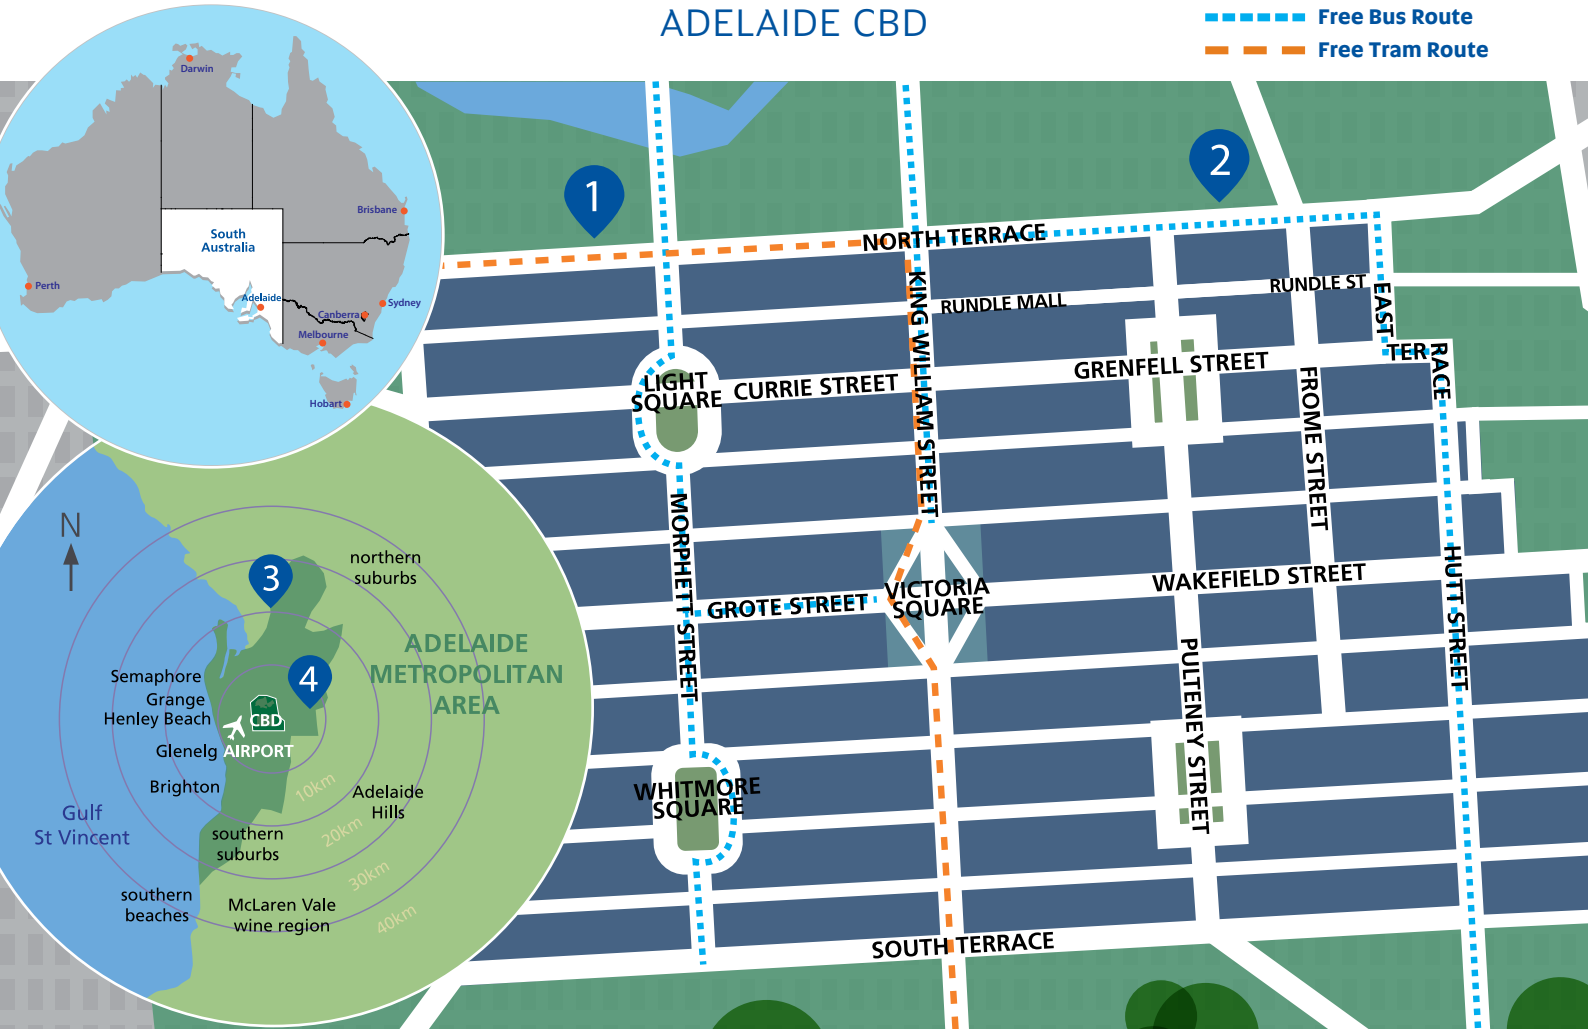 ADELAIDE CBD
Free Bus Route
Free Tram Route
Darwin
Brisbane
South
Australia
Perth
Adelaide
Sydney
Canberra
Melbourne
Hobart
1
2
NORTH TERRACE
KING WILLIAM STREET
RUNDLE MALL
RUNDLE ST
EAST
TERRACE
LIGHT
SQUARE
CURRIE STREET
GRENFELL STREET
FROME STREET
MORPHETT STREET
GROTE STREET
VICTORIA
SQUARE
WAKEFIELD STREET
HUTT STREET
PULTENEY STREET
WHITMORE
SQUARE
SOUTH TERRACE
N
3
northern
suburbs
ADELAIDE
METROPOLITAN
AREA
4
Semaphore
Grange
Henley Beach
CBD
Glenelg
AIRPORT
Brighton
10km
Adelaide
Hills
Gulf
St Vincent
20km
southern
suburbs
30km
southern
beaches
McLaren Vale
wine region
40km